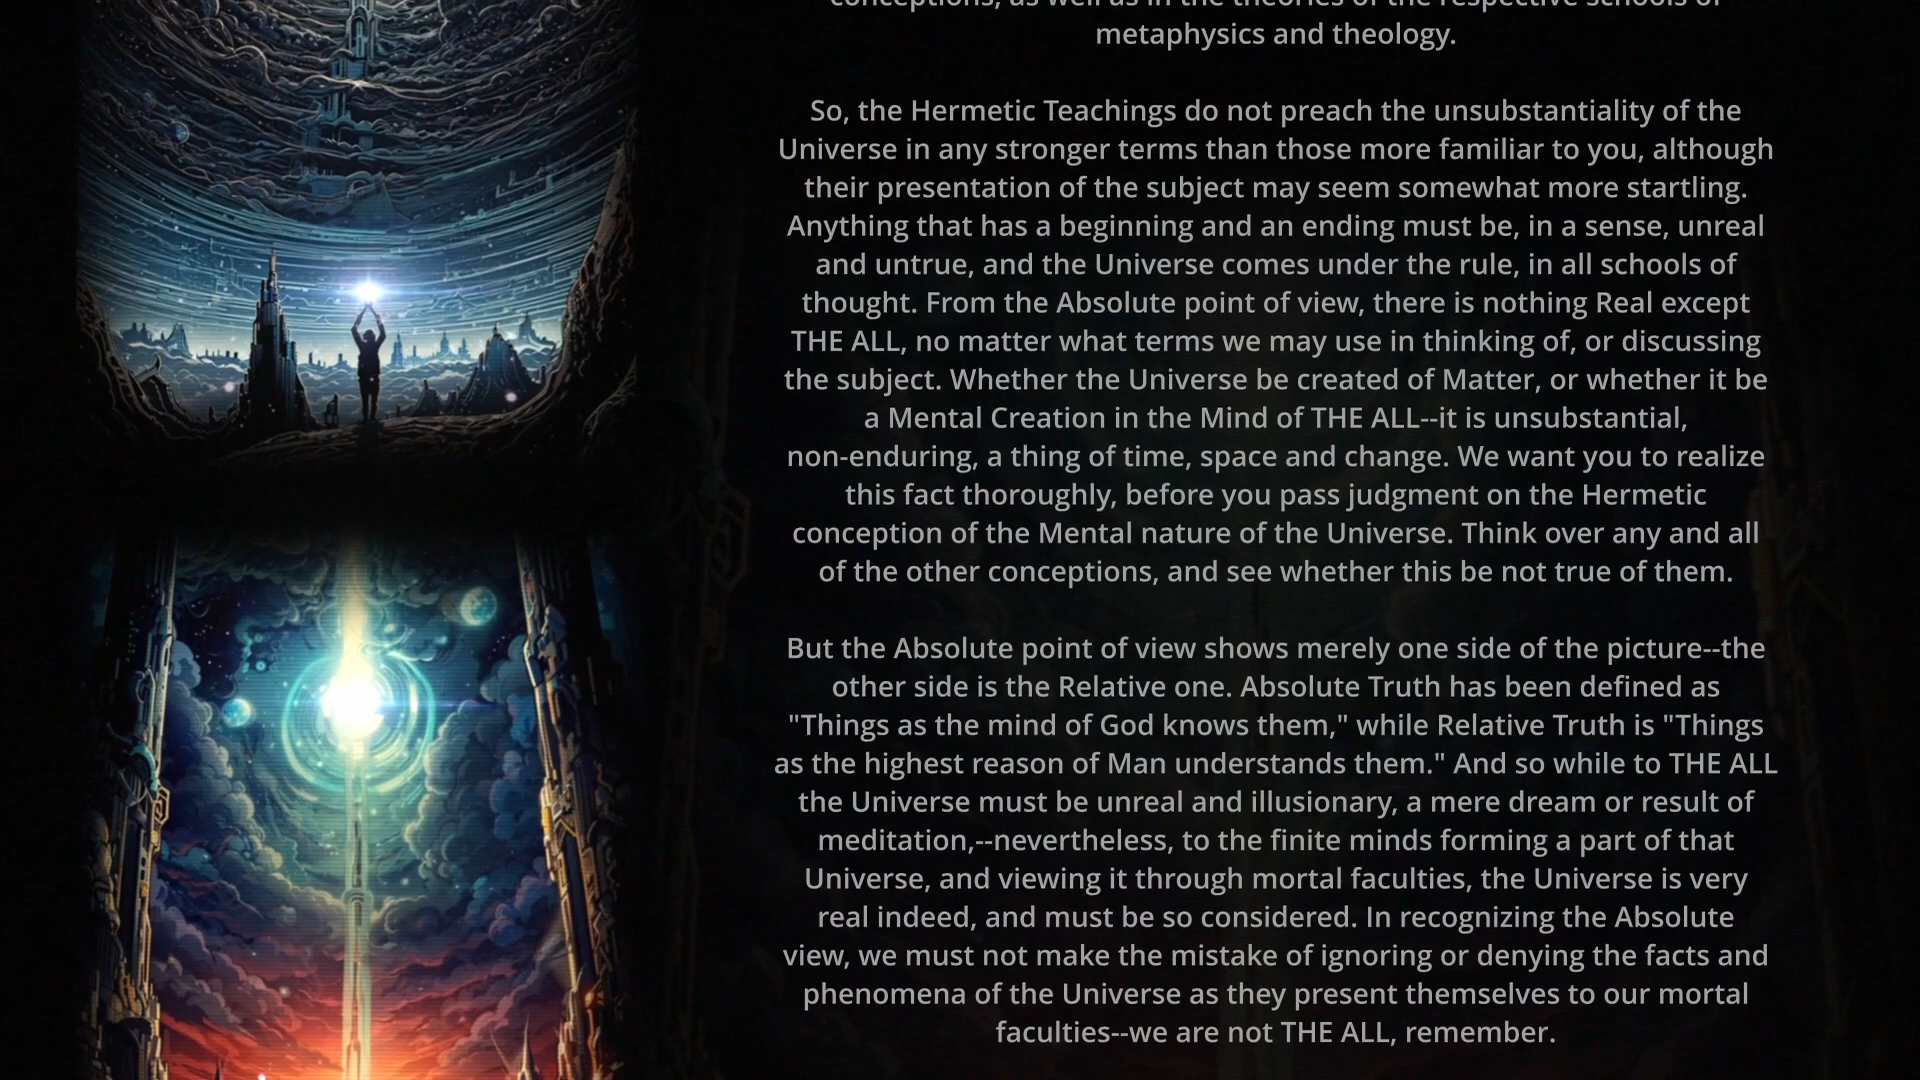 conceptions, as well as in the theories of the respective schools of
metaphysics and theology.
So, the Hermetic Teachings do not preach the unsubstantiality of the
Universe in any stronger terms than those more familiar to you, although
their presentation of the subject may seem somewhat more startling.
Anything that has a beginning and an ending must be, in a sense, unreal
and untrue, and the Universe comes under the rule, in all schools of
thought. From the Absolute point of view, there is nothing Real except
THE ALL, no matter what terms we may use in thinking of, or discussing
the subject. Whether the Universe be created of Matter, or whether it be
a Mental Creation in the Mind of THE ALL--it is unsubstantial,
non-enduring, a thing of time, space and change. We want you to realize
this fact thoroughly, before you pass judgment on the Hermetic
conception of the Mental nature of the Universe. Think over any and all
of the other conceptions, and see whether this be not true of them.
But the Absolute point of view shows merely one side of the picture--the
other side is the Relative one. Absolute Truth has been defined as
"Things as the mind of God knows them," while Relative Truth is "Things
as the highest reason of Man understands them." And so while to THE ALL
the Universe must be unreal and illusionary, a mere dream or result of
meditation,--nevertheless, to the finite minds forming a part of that
Universe, and viewing it through mortal faculties, the Universe is very
real indeed, and must be so considered. In recognizing the Absolute
view, we must not make the mistake of ignoring or denying the facts and
phenomena of the Universe as they present themselves to our mortal
faculties--we are not THE ALL, remember.